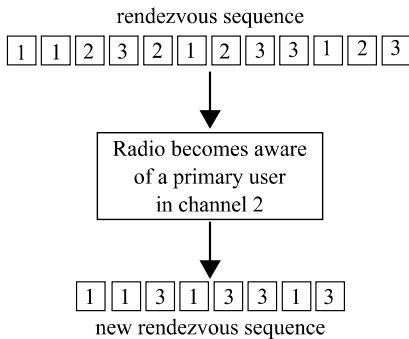 rendezvous sequence
1 1 2 3 2 1 2 3 3 1 2 3
Radio becomes aware
of a primary user
in channel 2
1 1 3 1 3 3 1 3
new rendezvous sequence